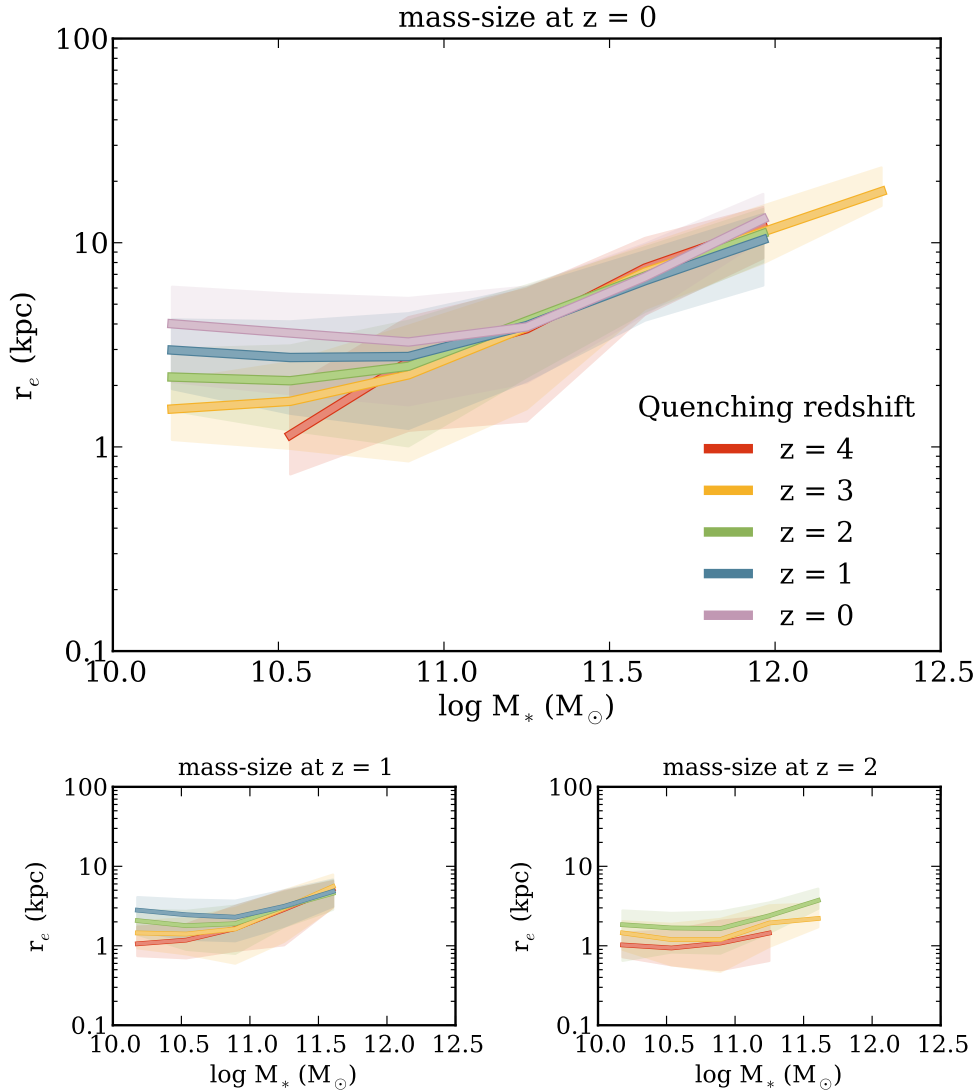 mass-size at z = 0
100
10
1
0.1
r_e (kpc)
10.0 10.5 11.0 11.5 12.0 12.5
log M_* (M_⊙)
Quenching redshift
z = 4
z = 3
z = 2
z = 1
z = 0
mass-size at z = 1
100
10
1
0.1
r_e (kpc)
10.0 10.5 11.0 11.5 12.0 12.5
log M_* (M_⊙)
mass-size at z = 2
100
10
1
0.1
r_e (kpc)
10.0 10.5 11.0 11.5 12.0 12.5
log M_* (M_⊙)